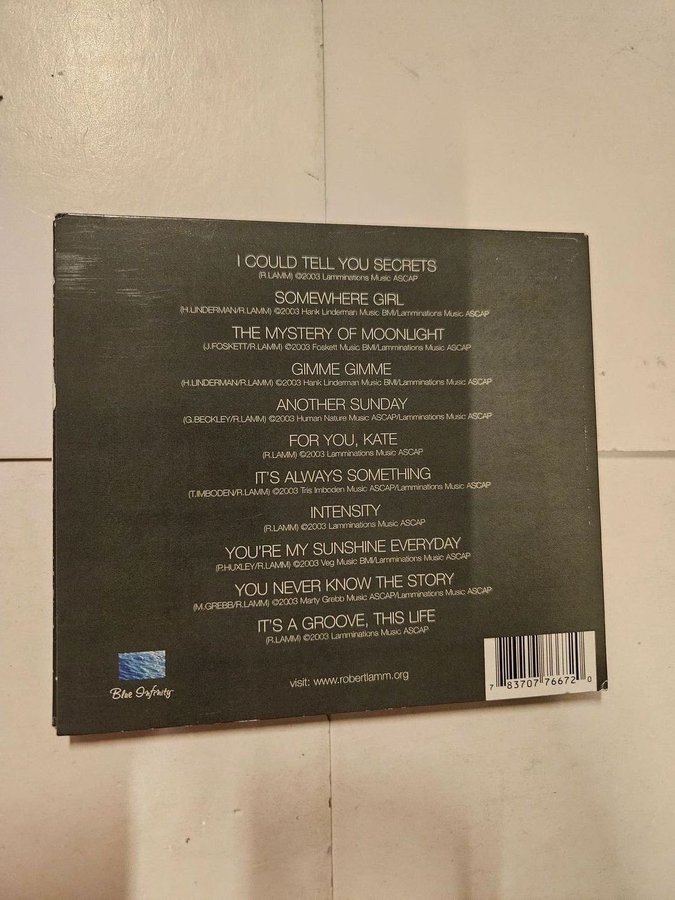 I COULD TELL YOU SECRETS
(R.LAMM) ©2003 Lamminations Music ASCAP
SOMEWHERE GIRL
(H.LINDERMAN/R.LAMM) ©2003 Hank Linderman Music BMI/Lamminations Music ASCAP
THE MYSTERY OF MOONLIGHT
(J.FOSKETT/R.LAMM) ©2003 Foskett Music BMI/Lamminations Music ASCAP
GIMME GIMME
(H.LINDERMAN/R.LAMM) ©2003 Hank Linderman Music BMI/Lamminations Music ASCAP
ANOTHER SUNDAY
(G.BECKLEY/R.LAMM) ©2003 Human Nature Music ASCAP/Lamminations Music ASCAP
FOR YOU, KATE
(R.LAMM) ©2003 Lamminations Music ASCAP
IT'S ALWAYS SOMETHING
(T.IMBODEN/R.LAMM) ©2003 Tris Imboden Music ASCAP/Lamminations Music ASCAP
INTENSITY
(R.LAMM) ©2003 Lamminations Music ASCAP
YOU'RE MY SUNSHINE EVERYDAY
(P.HUXLEY/R.LAMM) ©2003 Veg Music BMI/Lamminations Music ASCAP
YOU NEVER KNOW THE STORY
(M.GREBB/R.LAMM) ©2003 Marty Grebb Music ASCAP/Lamminations Music ASCAP
IT'S A GROOVE, THIS LIFE
(R.LAMM) ©2003 Lamminations Music ASCAP
visit: www.robertlamm.org
Blue Infinity
7 83707 76672 0